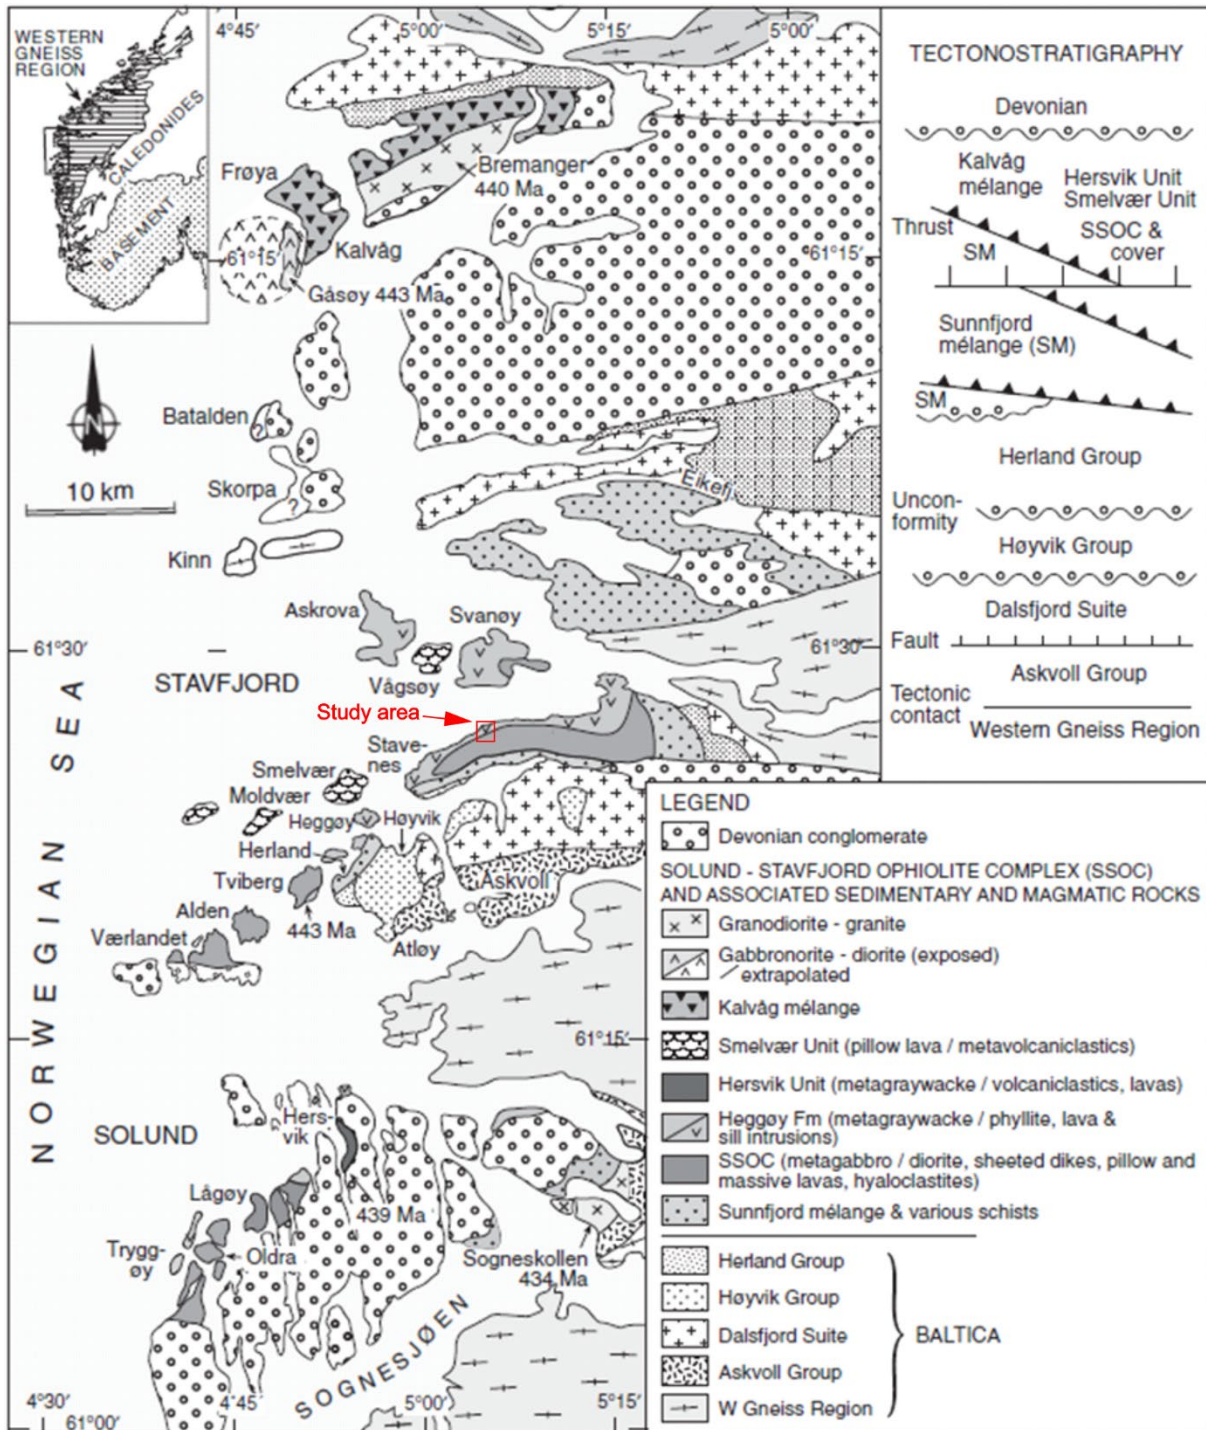 WESTERN
GNEISS
REGION
CALEDONIDES
BASEMENT
4°45′
5°00′
5°15′
5°00′
Frøya
Bremanger
440 Ma
61°15′
Kalvåg
61°15′
Gåsøy 443 Ma
N
10 km
Batalden
?
Skorpa
?
Kinn
Eikefj
Askrova
Svanøy
61°30′
61°30′
Vågsøy
STAVFJORD
Study area
Stave-
nes
Smelvær
Moldvær
Heggøy
Høyvik
Herland
Tviberg
Askvoll
Alden
443 Ma
Værlandet
Atløy
NORWEGIAN SEA
61°15′
SOLUND
Hers-
vik
Lågøy
439 Ma
Trygg-
øy
Oldra
Sogneskollen
434 Ma
SOGNESJØEN
4°30′
4°45′
5°00′
5°15′
61°00′
TECTONOSTRATIGRAPHY
Devonian
Kalvåg
mélange
Hersvik Unit
Smelvær Unit
Thrust
SM
SSOC &
cover
Sunnfjord
mélange (SM)
SM
Herland Group
Uncon-
formity
Høyvik Group
Dalsfjord Suite
Fault
Askvoll Group
Tectonic
contact
Western Gneiss Region
LEGEND
Devonian conglomerate
SOLUND - STAVFJORD OPHIOLITE COMPLEX (SSOC)
AND ASSOCIATED SEDIMENTARY AND MAGMATIC ROCKS
Granodiorite - granite
Gabbronorite - diorite (exposed)
extrapolated
Kalvåg mélange
Smelvær Unit (pillow lava / metavolcaniclastics)
Hersvik Unit (metagraywacke / volcaniclastics, lavas)
Heggøy Fm (metagraywacke / phyllite, lava &
sill intrusions)
SSOC (metagabbro / diorite, sheeted dikes, pillow and
massive lavas, hyaloclastites)
Sunnfjord mélange & various schists
Herland Group
Høyvik Group
Dalsfjord Suite
BALTICA
Askvoll Group
W Gneiss Region